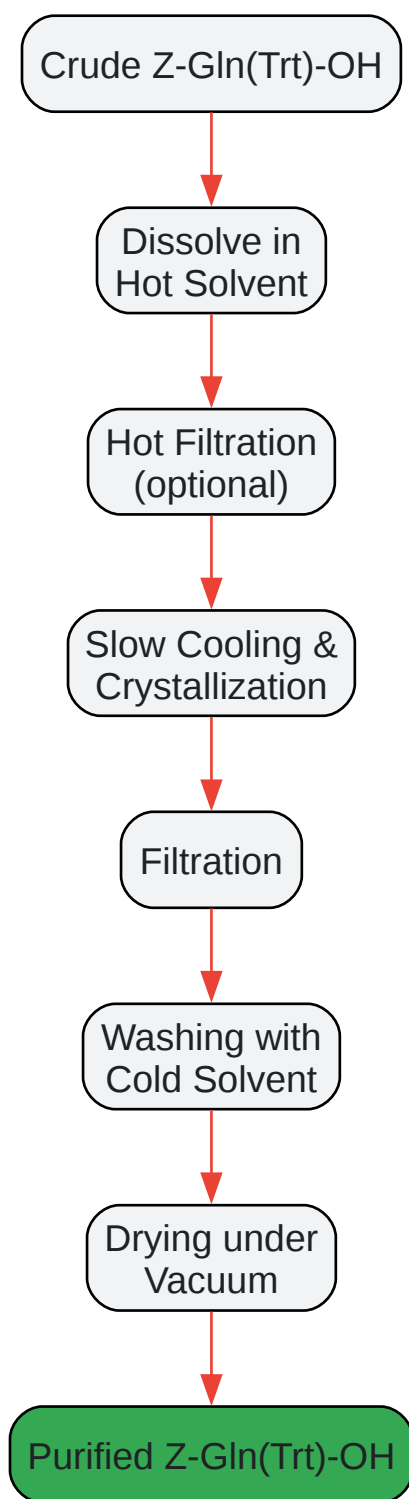 Crude Z-Gln(Trt)-OH
Dissolve in
Hot Solvent
Hot Filtration
(optional)
Slow Cooling &
Crystallization
Filtration
Washing with
Cold Solvent
Drying under
Vacuum
Purified Z-Gln(Trt)-OH